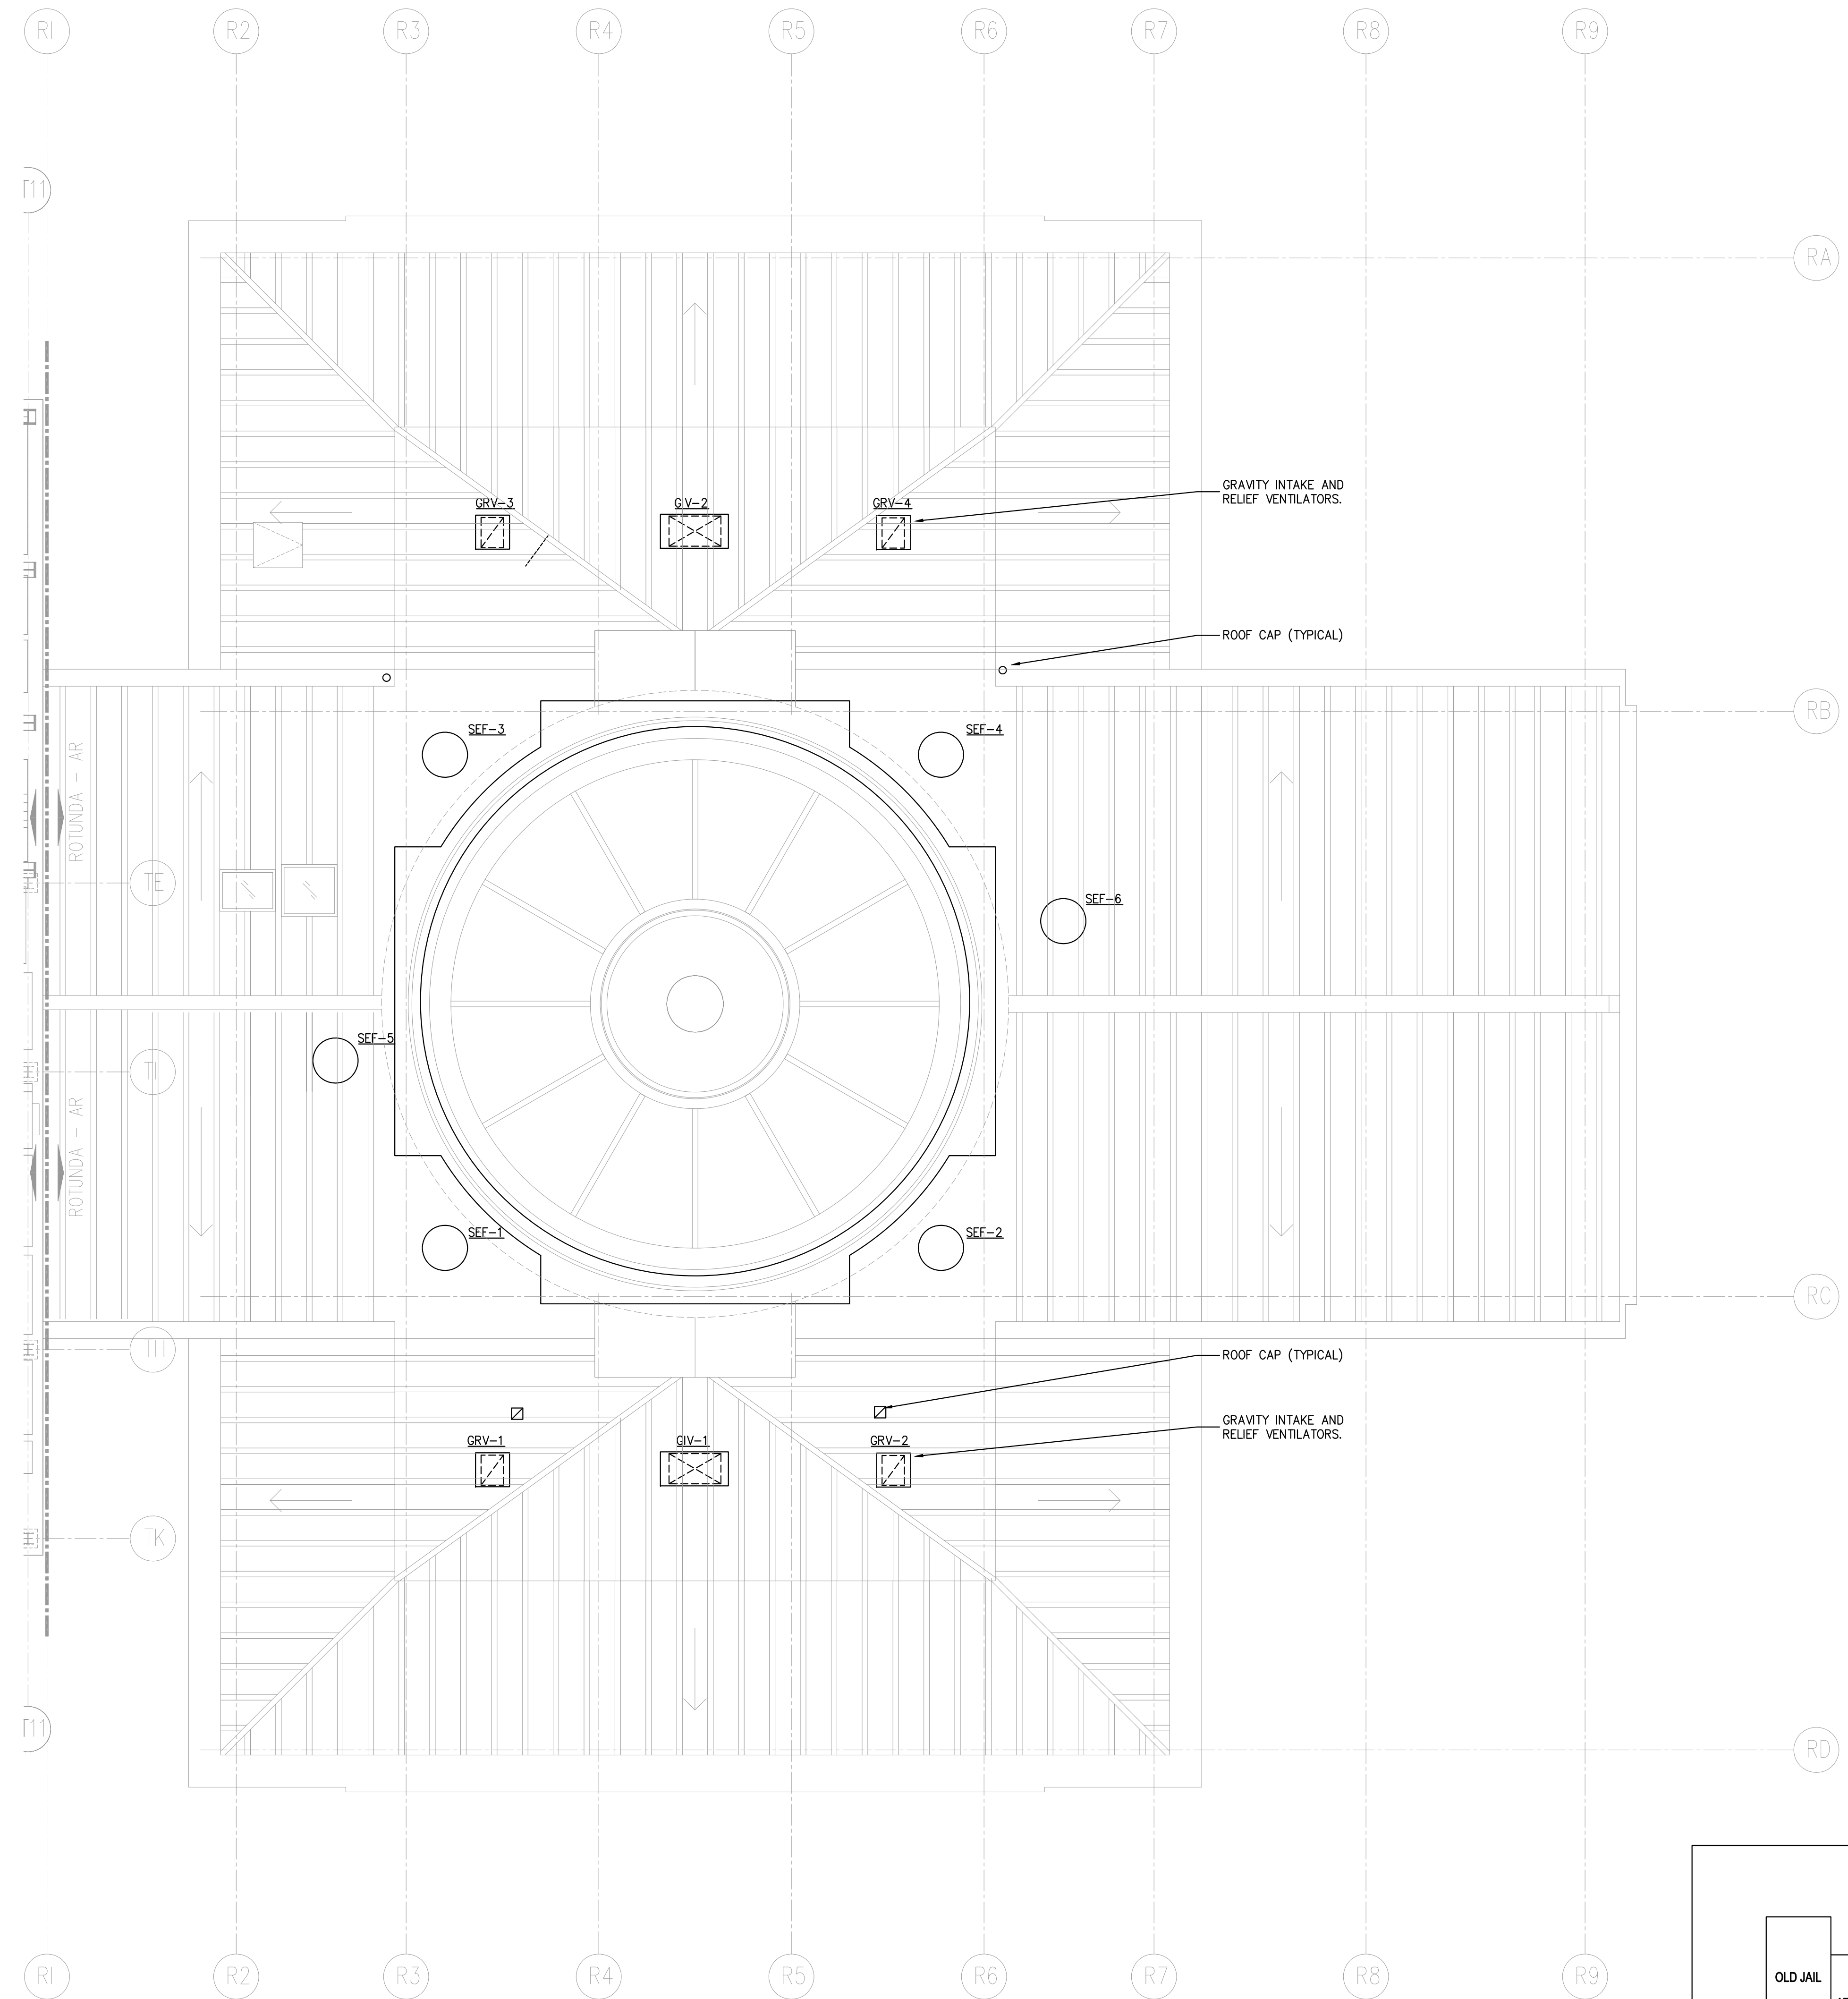 R1 R2 R3 R4 R5 R6 R7 R8 R9
T11
RA
GRAVITY INTAKE AND
RELIEF VENTILATORS.
GRV-3 GIV-2 GRV-4
ROOF CAP (TYPICAL)
RB
SEF-3 SEF-4
ROTUNDA - AR
TE
SEF-6
SEF-5
TI
ROTUNDA - AR
SEF-1 SEF-2
RC
TH
ROOF CAP (TYPICAL)
GRAVITY INTAKE AND
RELIEF VENTILATORS.
GRV-1 GIV-1 GRV-2
TK
T11
RD
R1 R2 R3 R4 R5 R6 R7 R8 R9
OLD JAIL